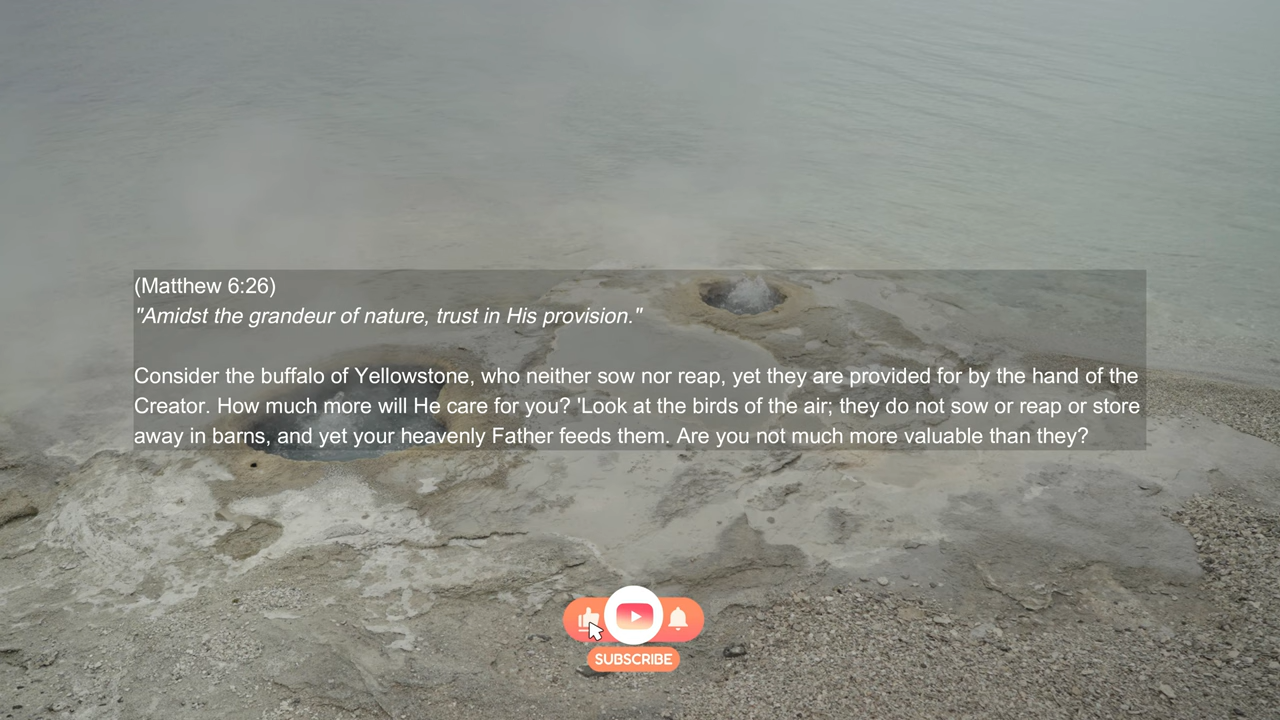 (Matthew 6:26)
"Amidst the grandeur of nature, trust in His provision."
Consider the buffalo of Yellowstone, who neither sow nor reap, yet they are provided for by the hand of the
Creator. How much more will He care for you? 'Look at the birds of the air; they do not sow or reap or store
away in barns, and yet your heavenly Father feeds them. Are you not much more valuable than they?
SUBSCRIBE